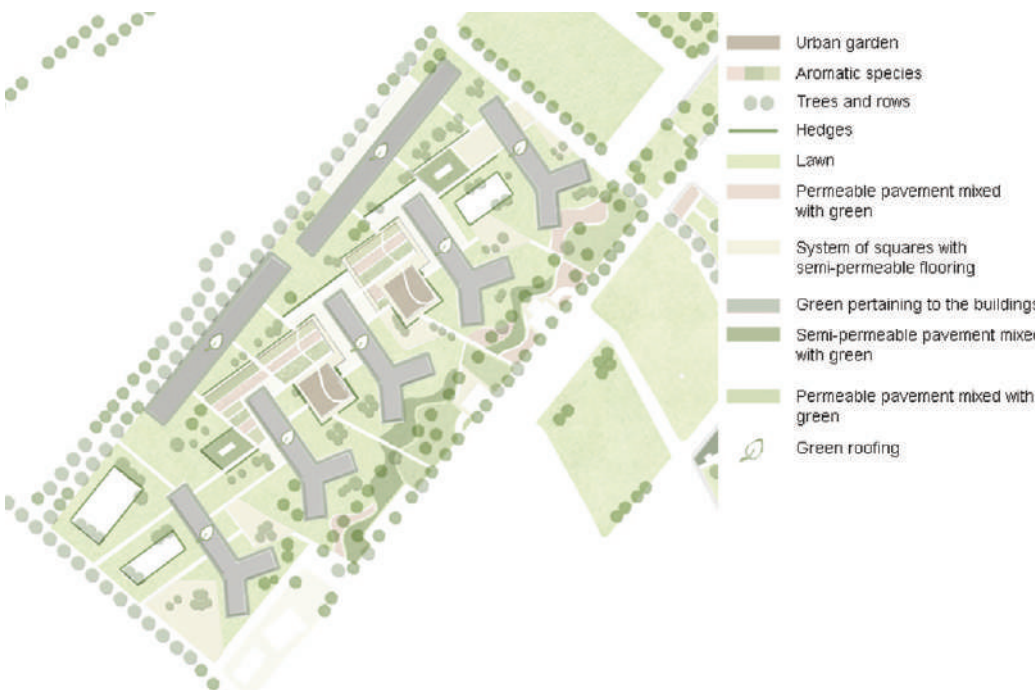 Urban garden
Aromatic species
Trees and rows
Hedges
Lawn
Permeable pavement mixed
with green
System of squares with
semi-permeable flooring
Green pertaining to the buildings
Semi-permeable pavement mixed
with green
Permeable pavement mixed with
green
Green roofing